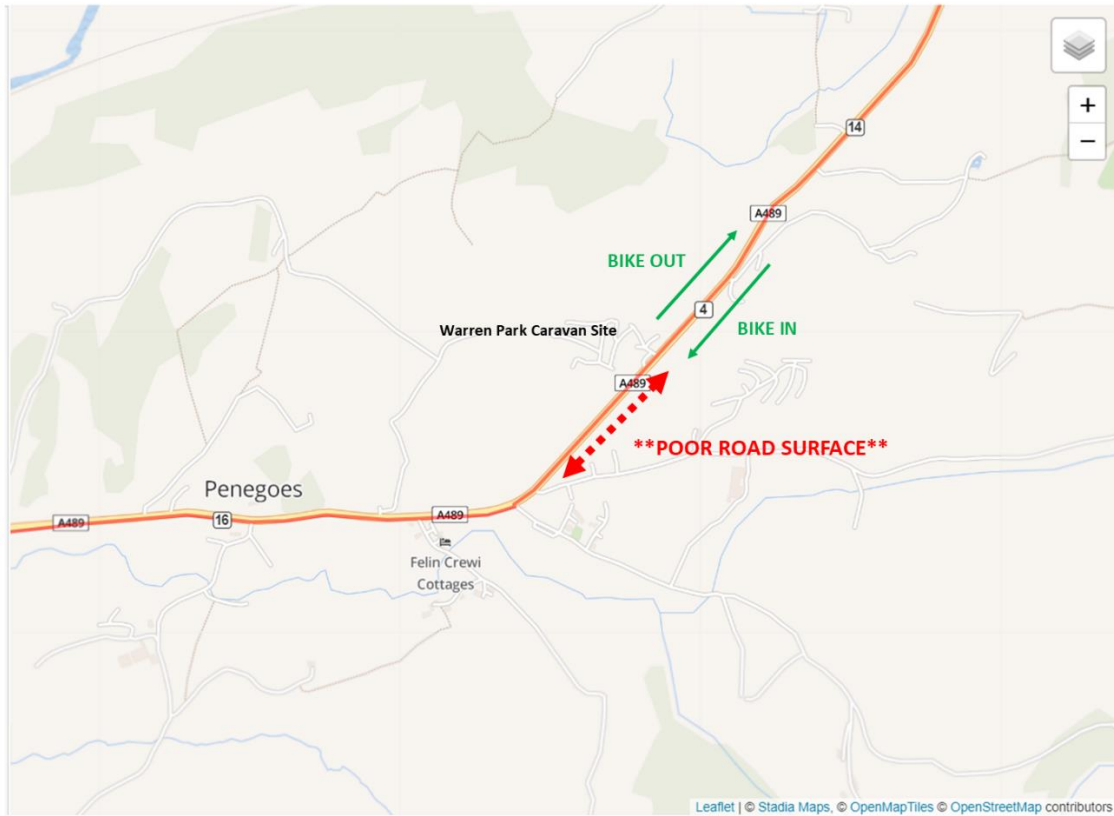 +
−
14
A489
BIKE OUT
4
BIKE IN
Warren Park Caravan Site
A489
**POOR ROAD SURFACE**
Penegoes
A489
16
A489
Felin Crewi
Cottages
Leaflet | © Stadia Maps, © OpenMapTiles © OpenStreetMap contributors